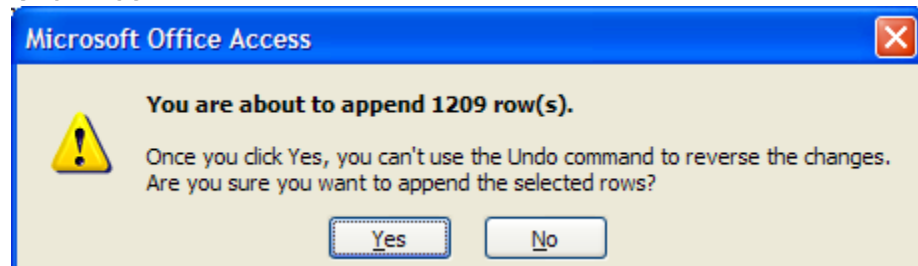 Microsoft Office Access
You are about to append 1209 row(s).
Once you click Yes, you can't use the Undo command to reverse the changes.
Are you sure you want to append the selected rows?
Yes No